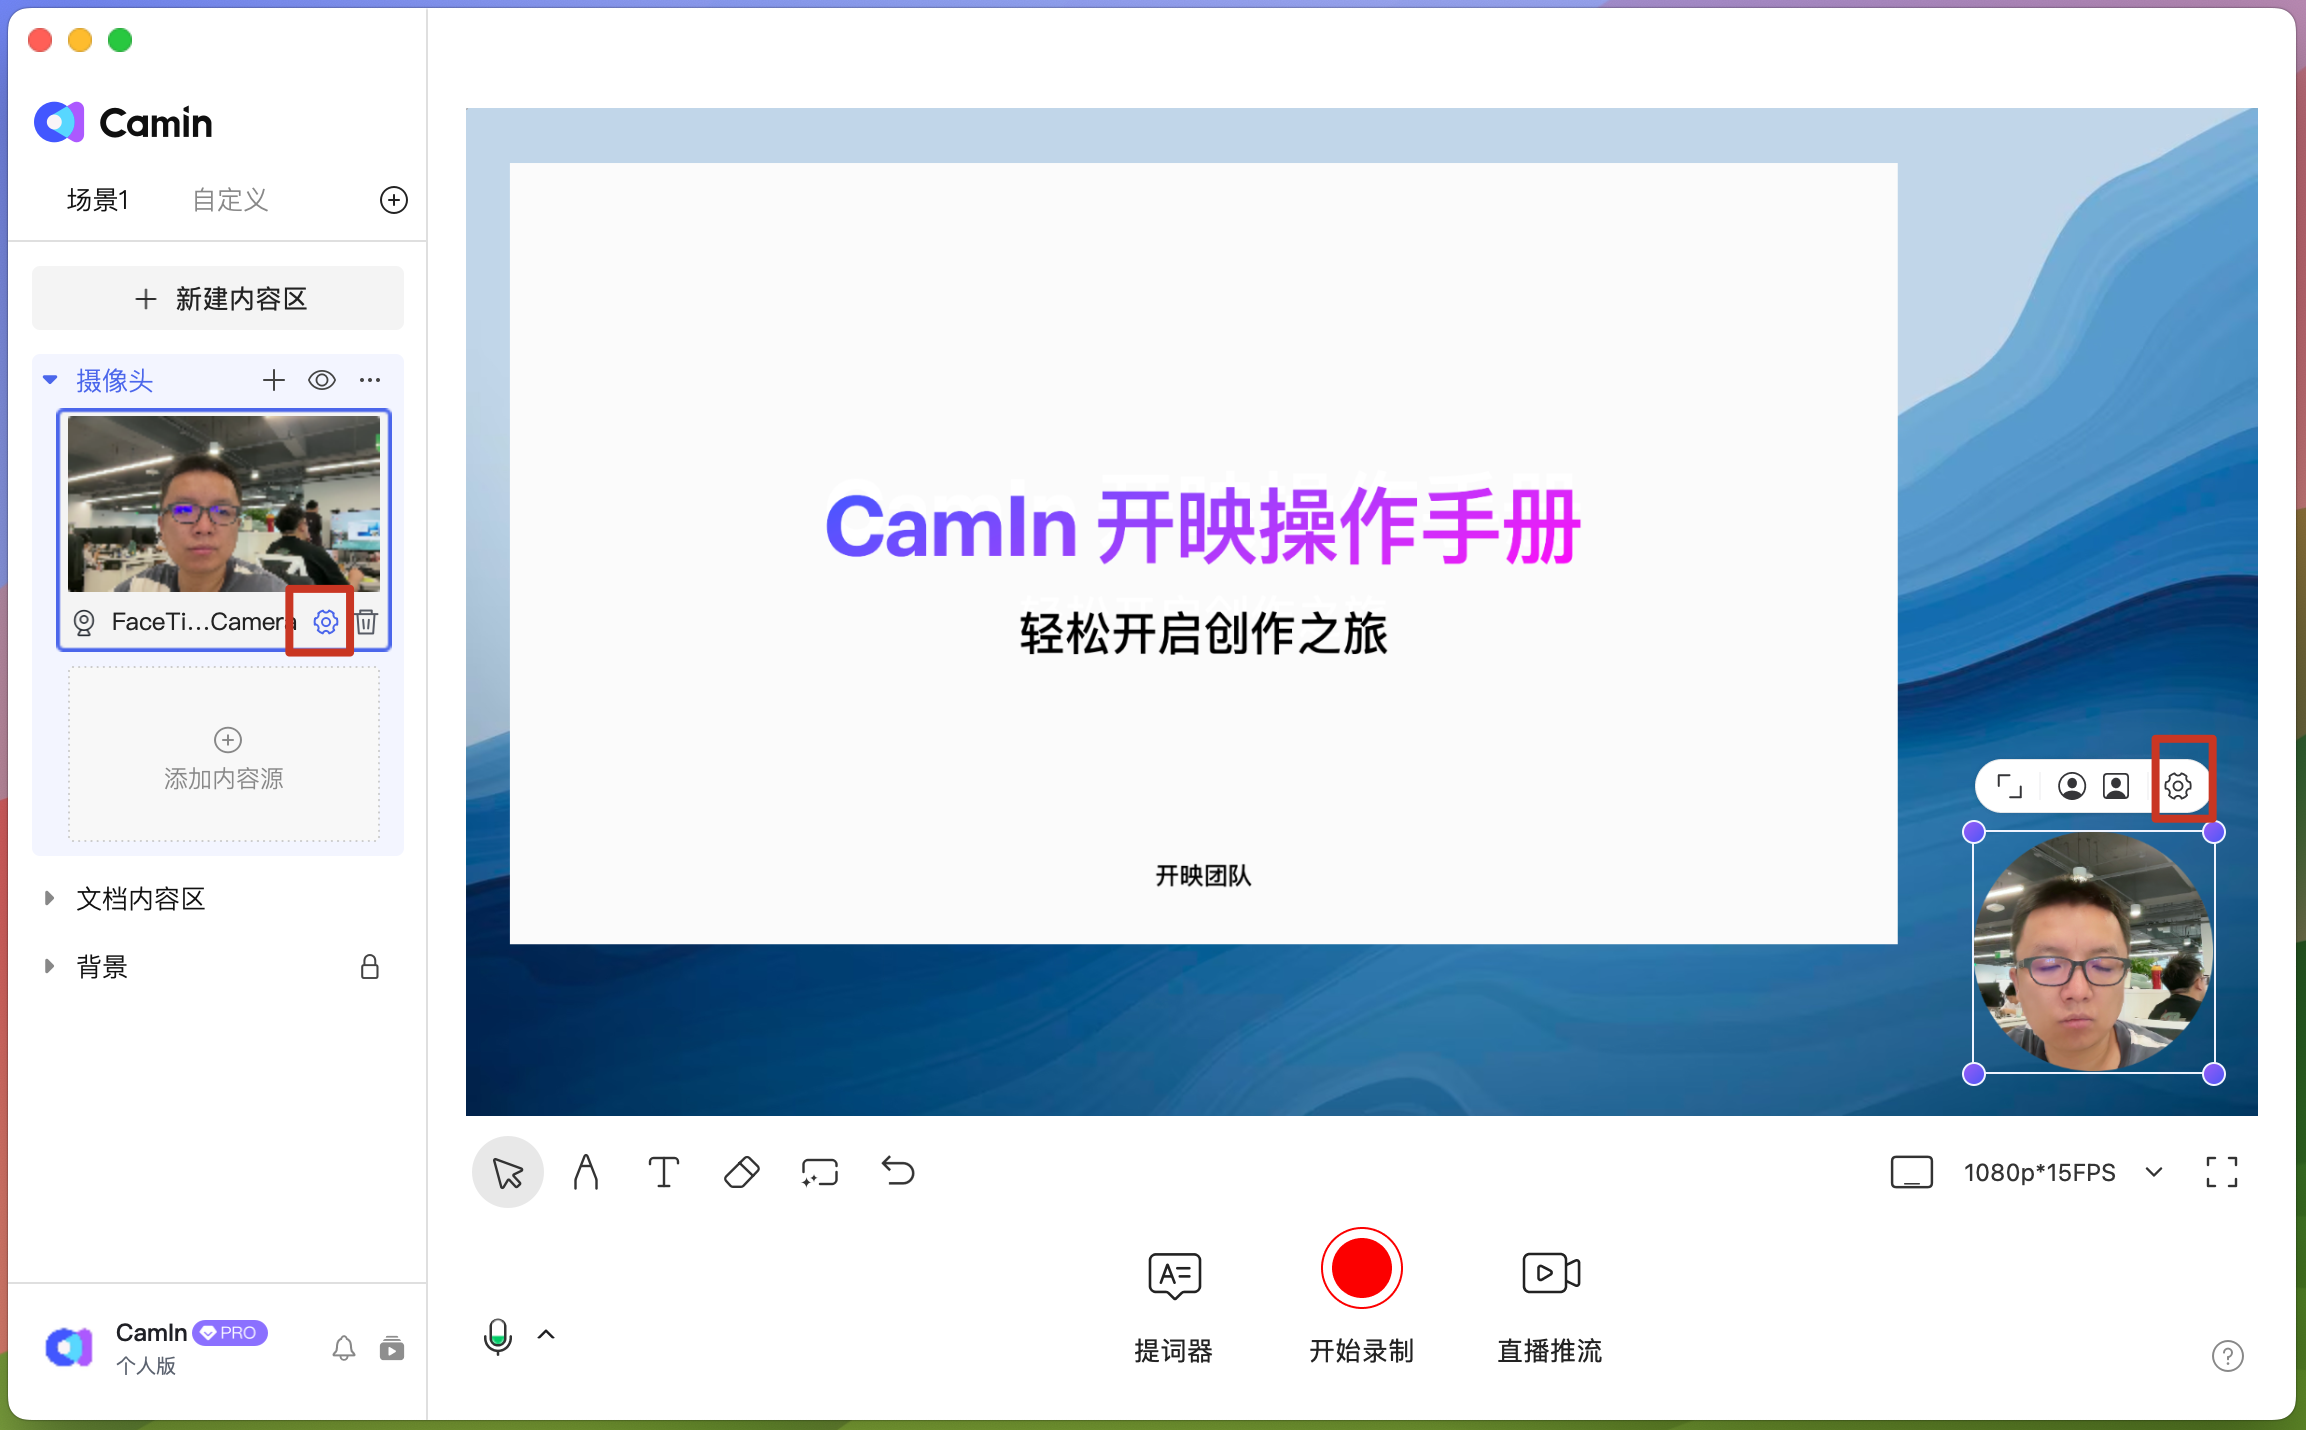 Camin
场景1
自定义
新建内容区
摄像头
FaceTi...Camera
添加内容源
文档内容区
背景
CamIn PRO
个人版
CamIn 开映操作手册
轻松开启创作之旅
开映团队
1080p*15FPS
提词器
开始录制
直播推流